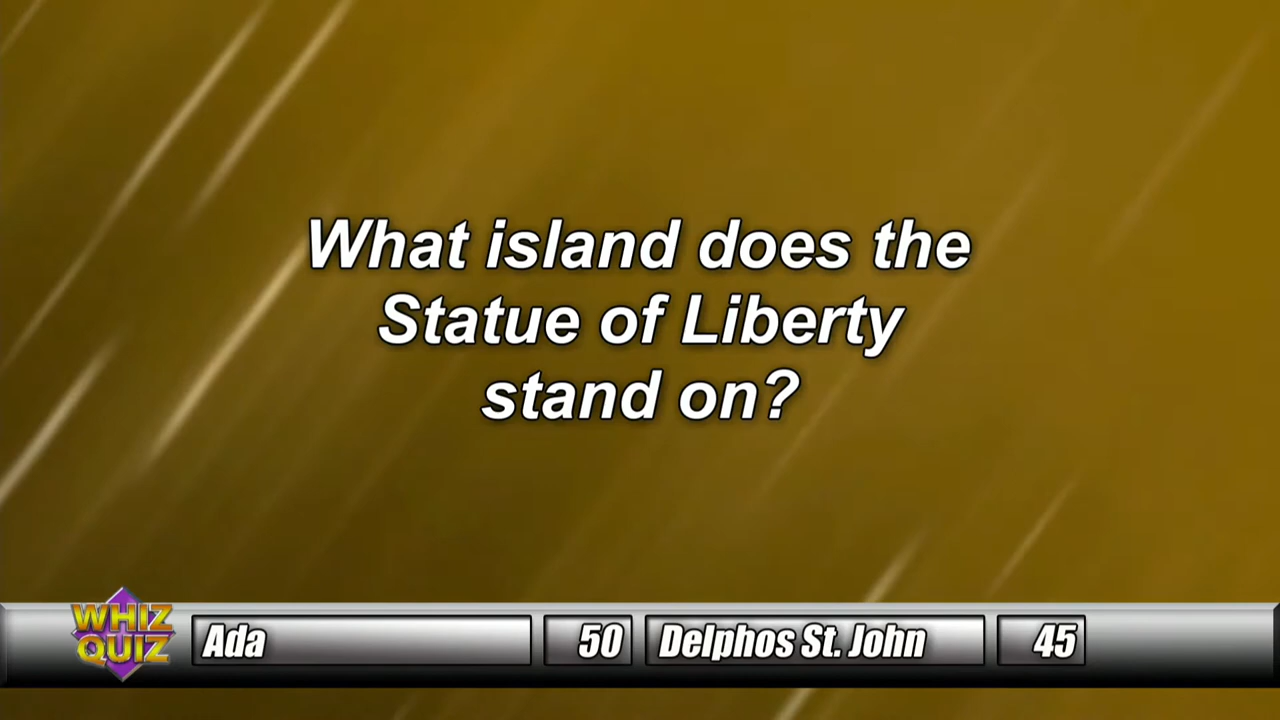 What island does the
Statue of Liberty
stand on?
WHIZ
QUIZ
Ada 50 Delphos St. John 45